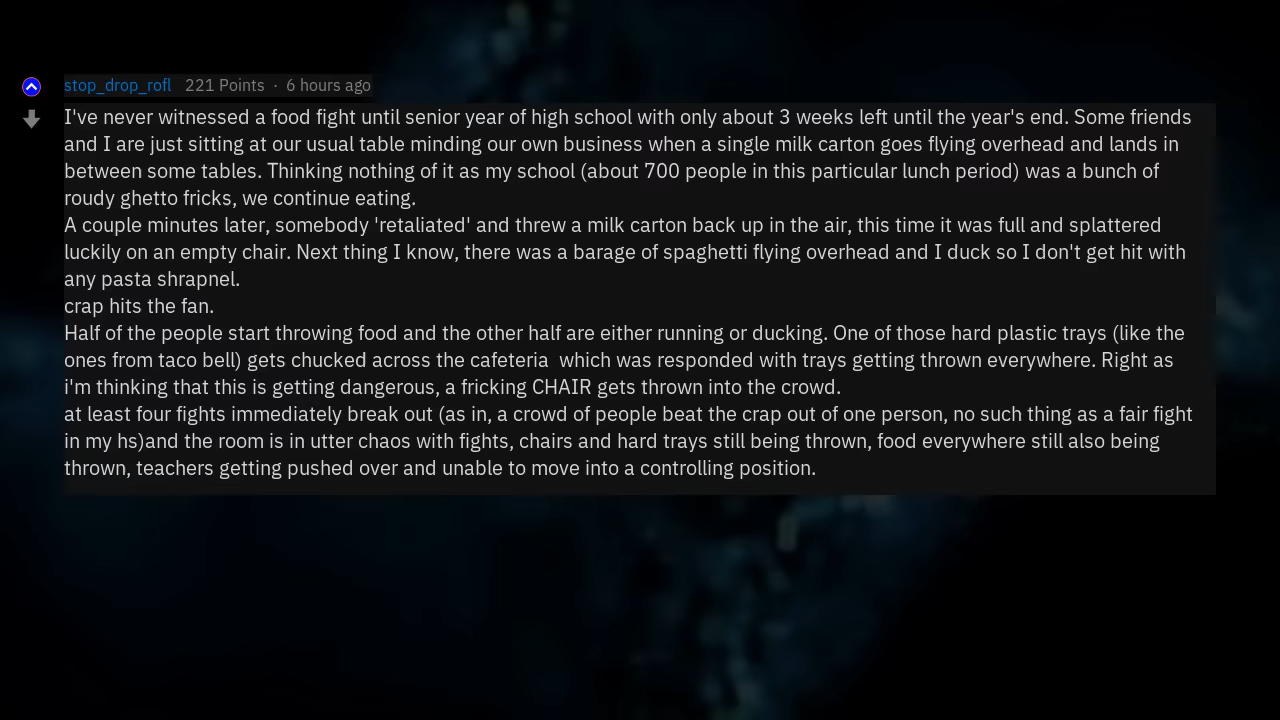 stop_drop_rofl 221 Points · 6 hours ago
I've never witnessed a food fight until senior year of high school with only about 3 weeks left until the year's end. Some friends
and I are just sitting at our usual table minding our own business when a single milk carton goes flying overhead and lands in
between some tables. Thinking nothing of it as my school (about 700 people in this particular lunch period) was a bunch of
roudy ghetto fricks, we continue eating.
A couple minutes later, somebody 'retaliated' and threw a milk carton back up in the air, this time it was full and splattered
luckily on an empty chair. Next thing I know, there was a barage of spaghetti flying overhead and I duck so I don't get hit with
any pasta shrapnel.
crap hits the fan.
Half of the people start throwing food and the other half are either running or ducking. One of those hard plastic trays (like the
ones from taco bell) gets chucked across the cafeteria  which was responded with trays getting thrown everywhere. Right as
i'm thinking that this is getting dangerous, a fricking CHAIR gets thrown into the crowd.
at least four fights immediately break out (as in, a crowd of people beat the crap out of one person, no such thing as a fair fight
in my hs)and the room is in utter chaos with fights, chairs and hard trays still being thrown, food everywhere still also being
thrown, teachers getting pushed over and unable to move into a controlling position.